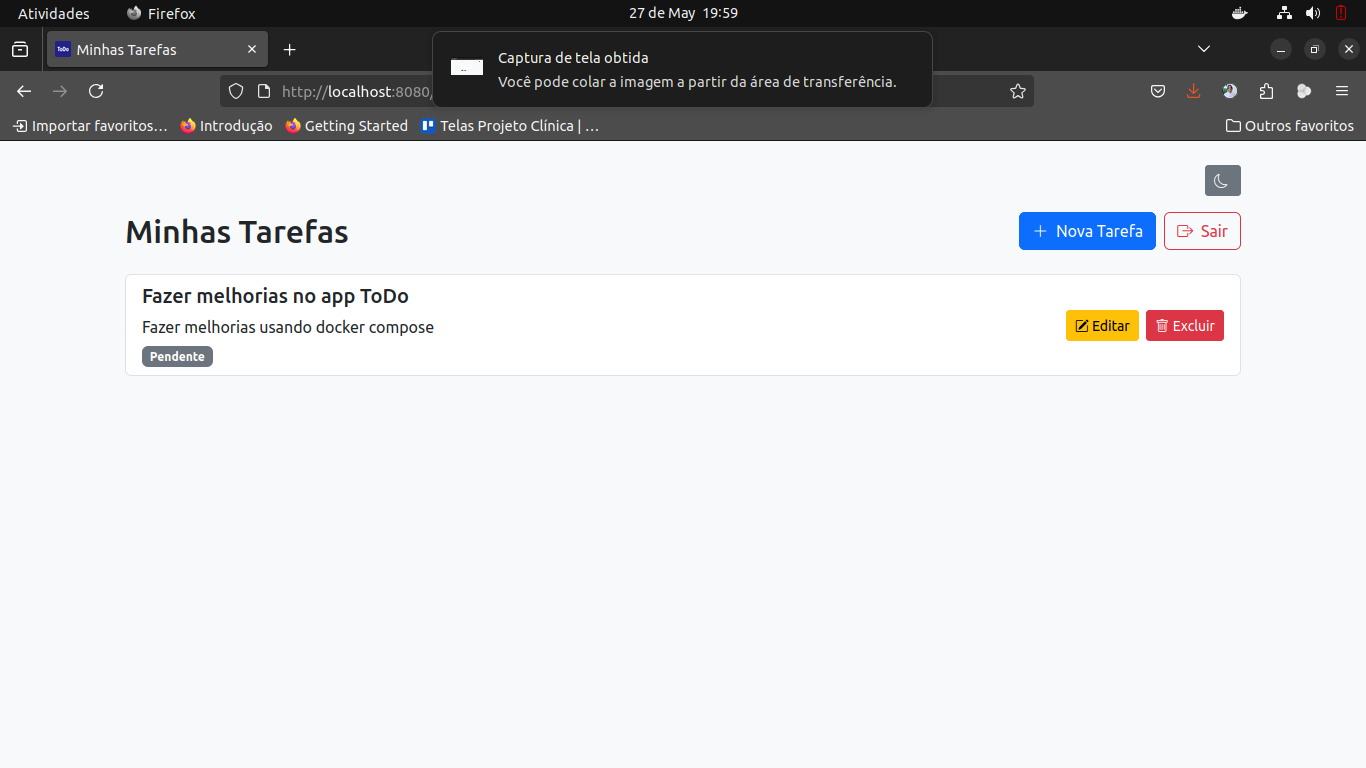 Atividades Firefox 27 de May 19:59
ToDo Minhas Tarefas
Captura de tela obtida
Você pode colar a imagem a partir da área de transferência.
http://localhost:8080/
Importar favoritos… Introdução Getting Started Telas Projeto Clínica | … Outros favoritos
Minhas Tarefas Nova Tarefa Sair
Fazer melhorias no app ToDo
Fazer melhorias usando docker compose
Editar Excluir
Pendente